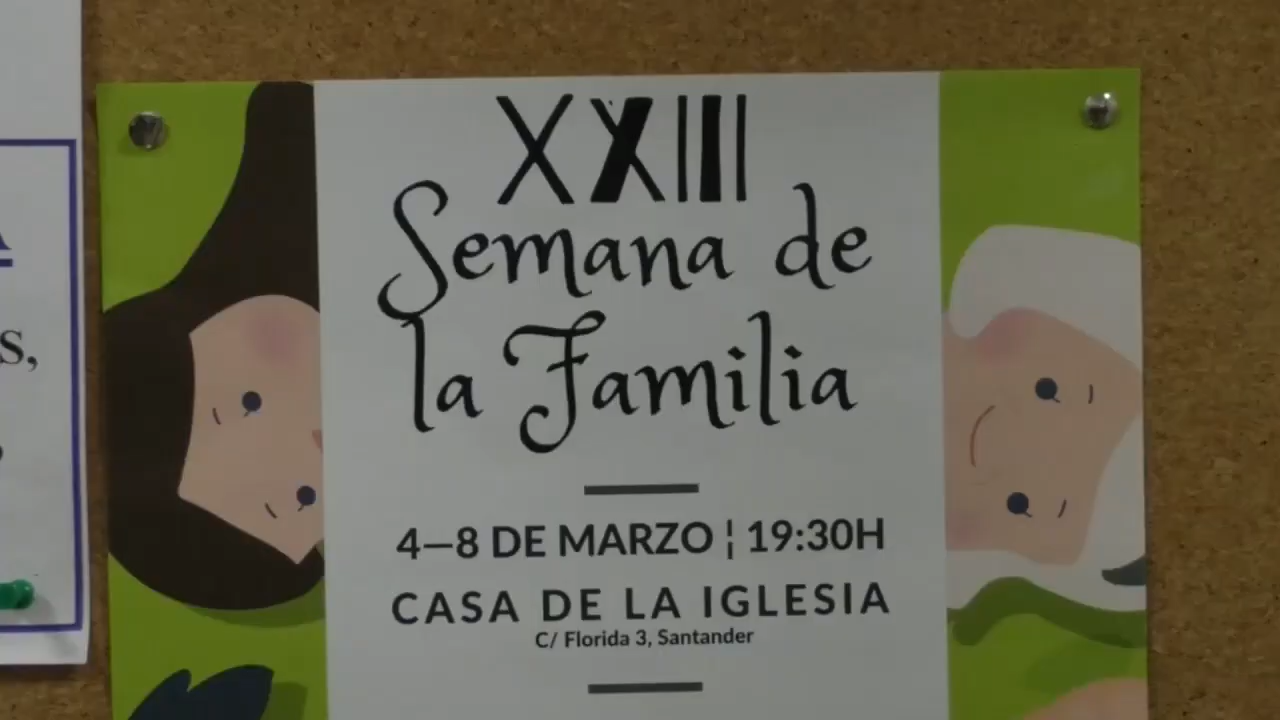 XXIII
Semana de
la Familia
4—8 DE MARZO ¦ 19:30H
CASA DE LA IGLESIA
C/ Florida 3, Santander